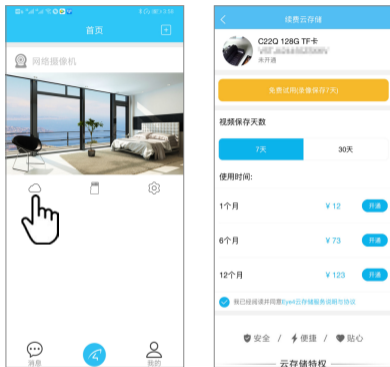 首页
网络摄像机
消息
我的
续费云存储
C22Q 128G TF卡
未开通
免费试用(录像保存7天)
视频保存天数
7天
30天
使用时间:
1个月
¥ 12
开通
6个月
¥ 73
开通
12个月
¥ 123
开通
我已经阅读并同意Eye4云存储服务说明与协议
安全 / 便捷 / 贴心
云存储特权